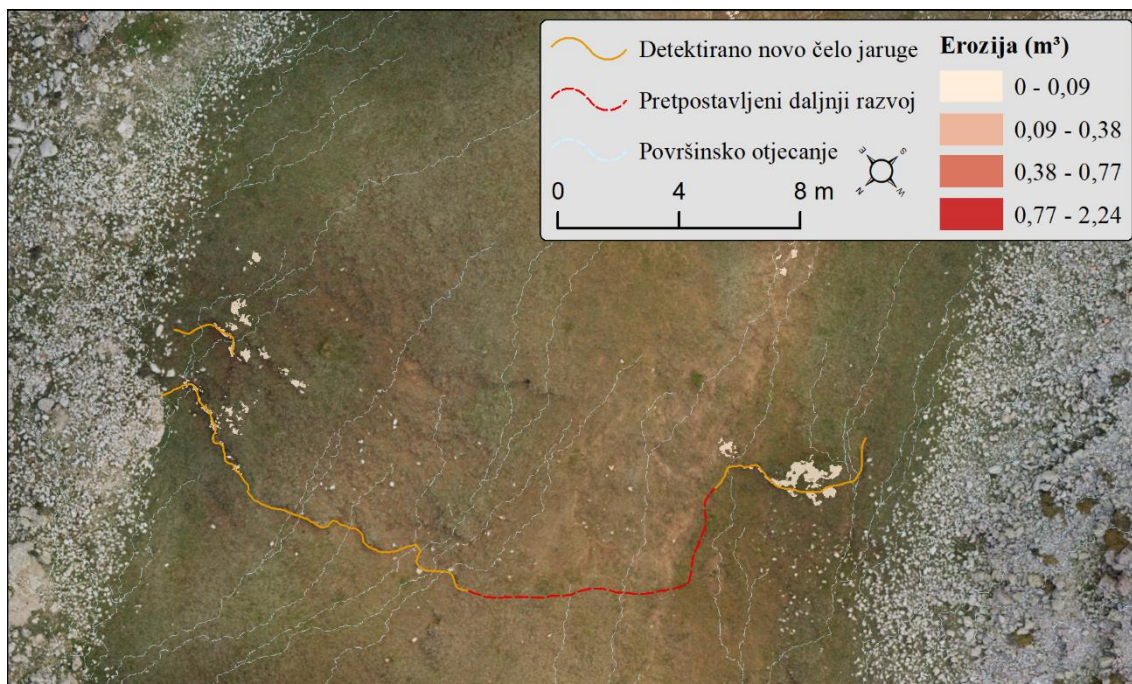 Detektirano novo čelo jaruge
Pretpostavljeni daljnji razvoj
Površinsko otjecanje
E
S
N
W
0
4
8 m
Erozija (m³)
0 - 0,09
0,09 - 0,38
0,38 - 0,77
0,77 - 2,24